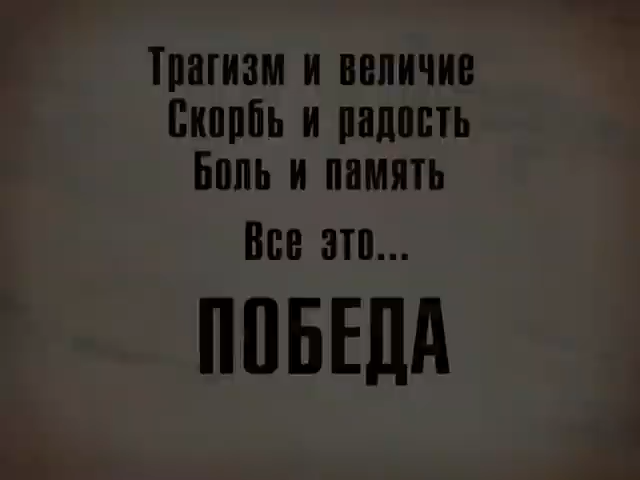 Трагизм и величие
Скорбь и радость
Боль и память
Все это...
ПОБЕДА